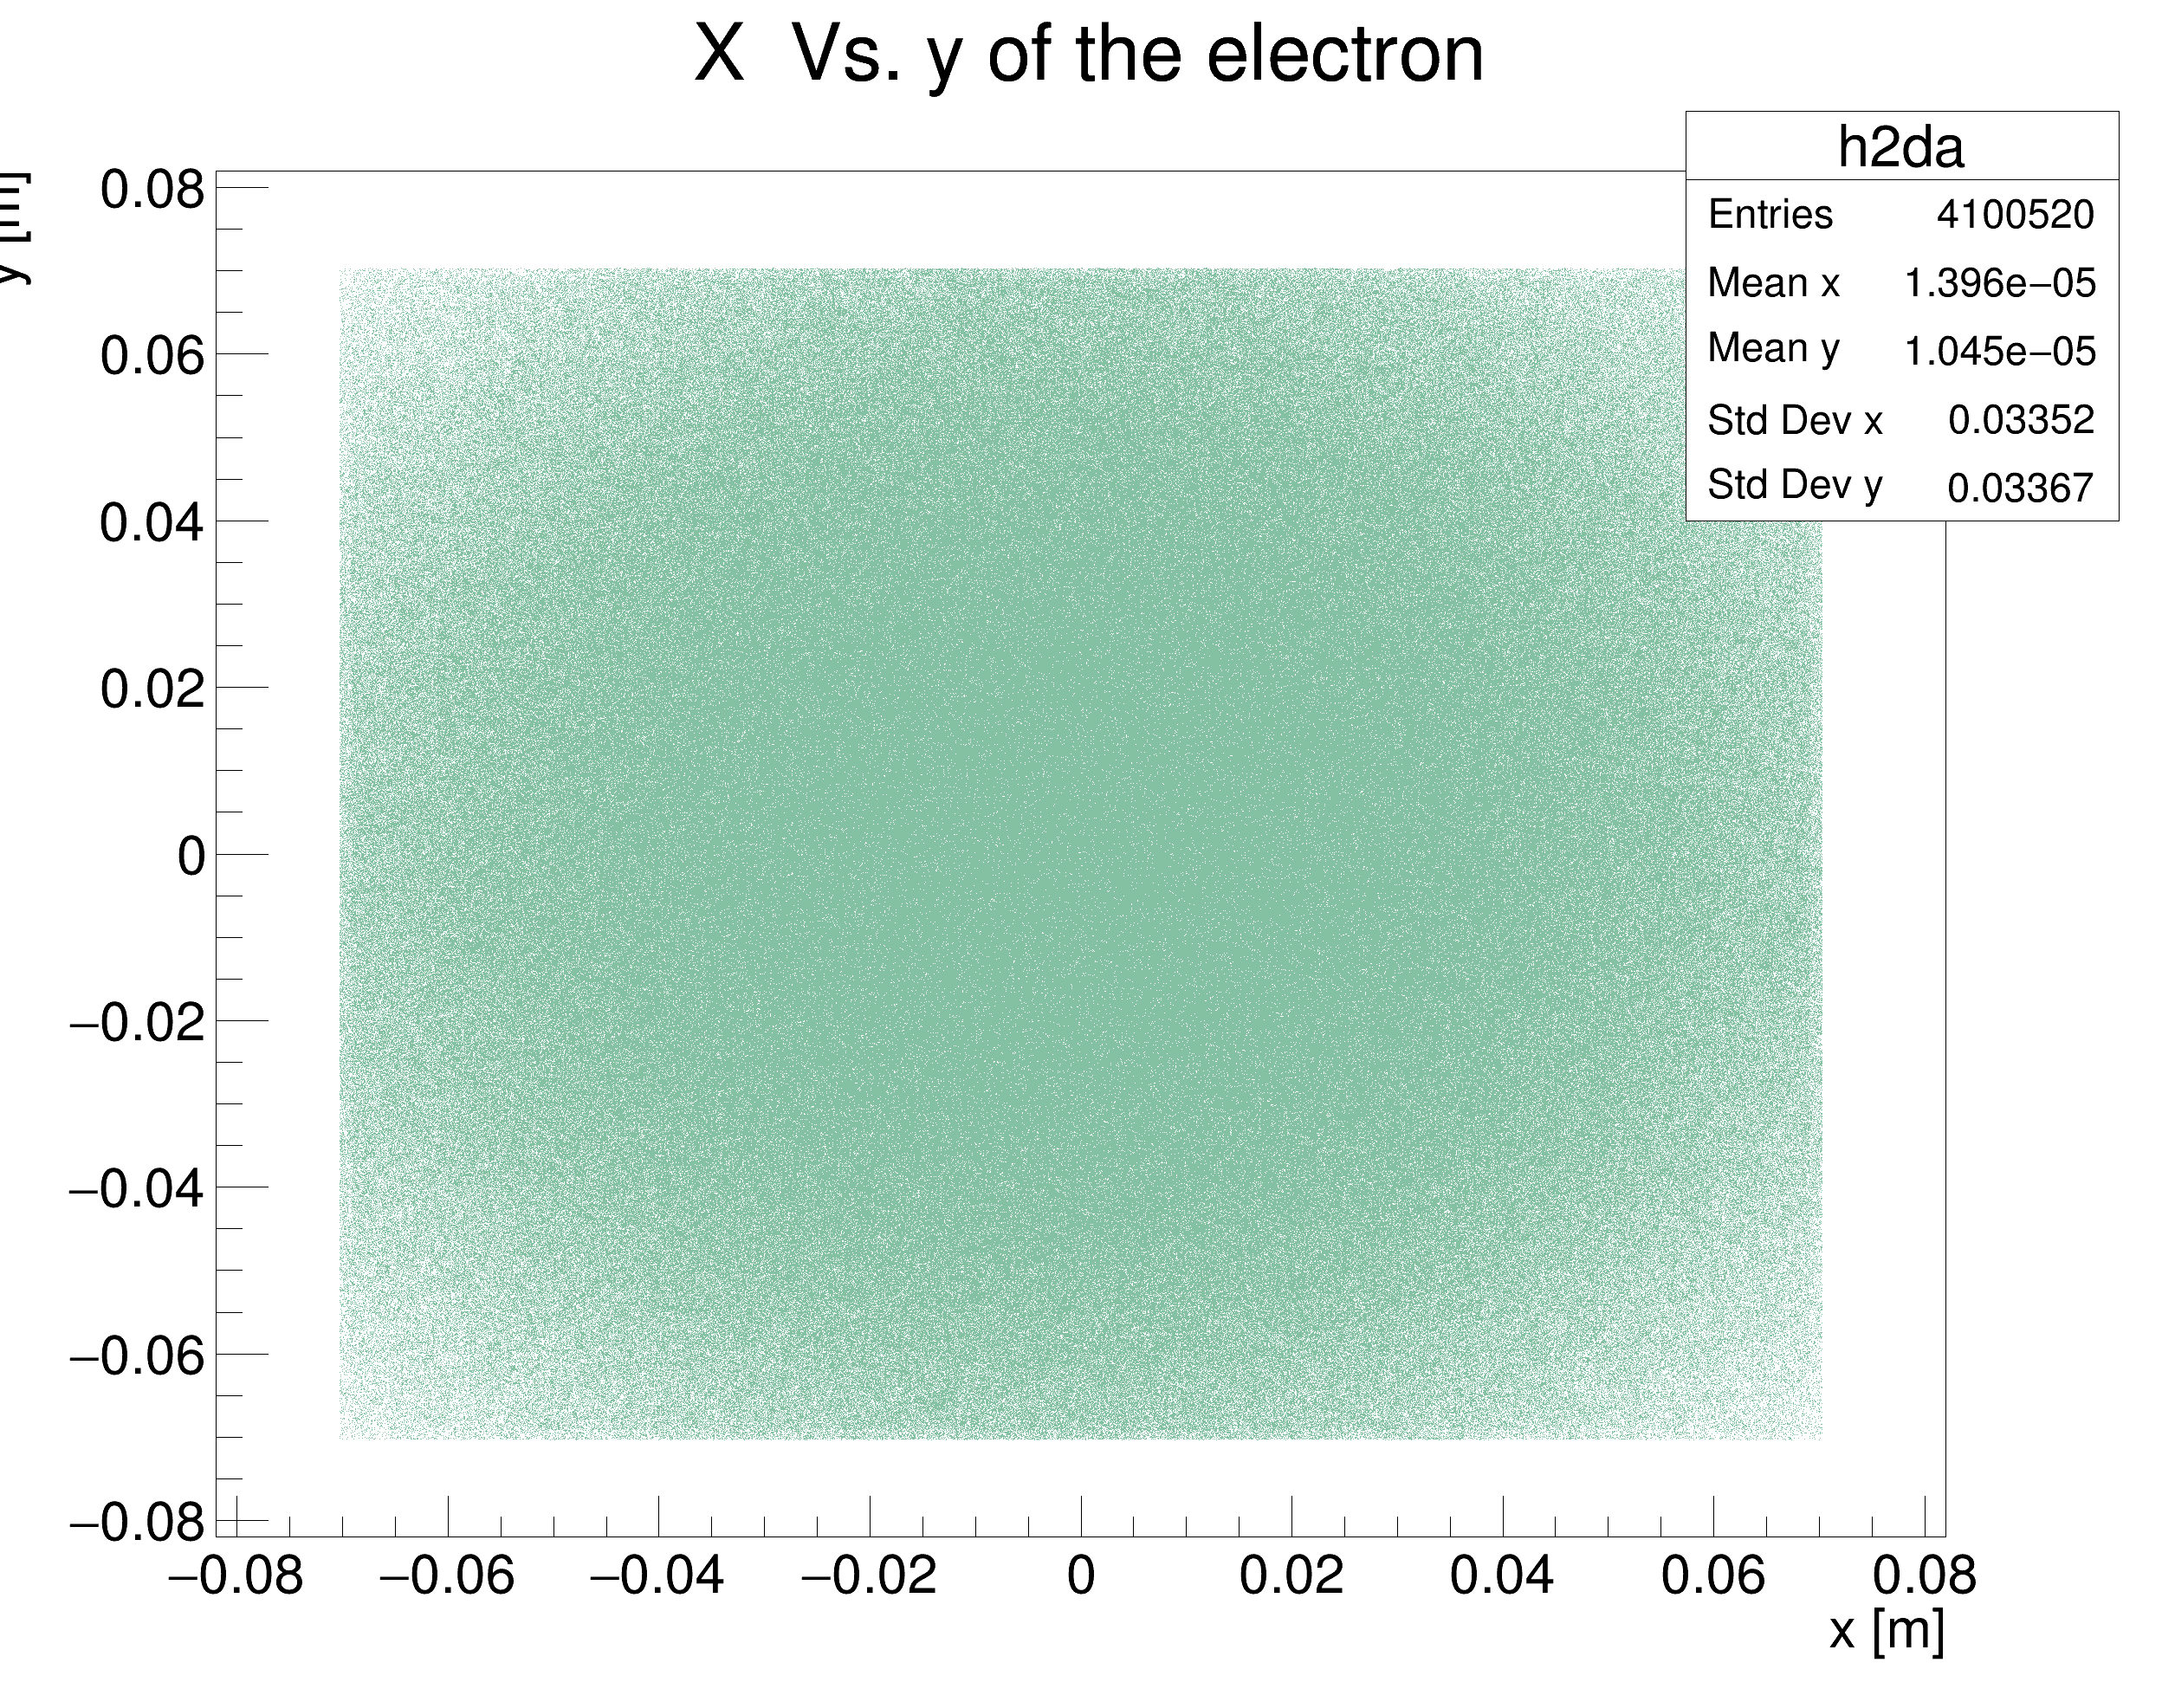 X Vs. y of the electron
h2da
Entries 4100520
Mean x 1.396e−05
Mean y 1.045e−05
Std Dev x 0.03352
Std Dev y 0.03367
y [m]
0.08
0.06
0.04
0.02
0
−0.02
−0.04
−0.06
−0.08
−0.08 −0.06 −0.04 −0.02 0 0.02 0.04 0.06 0.08
x [m]